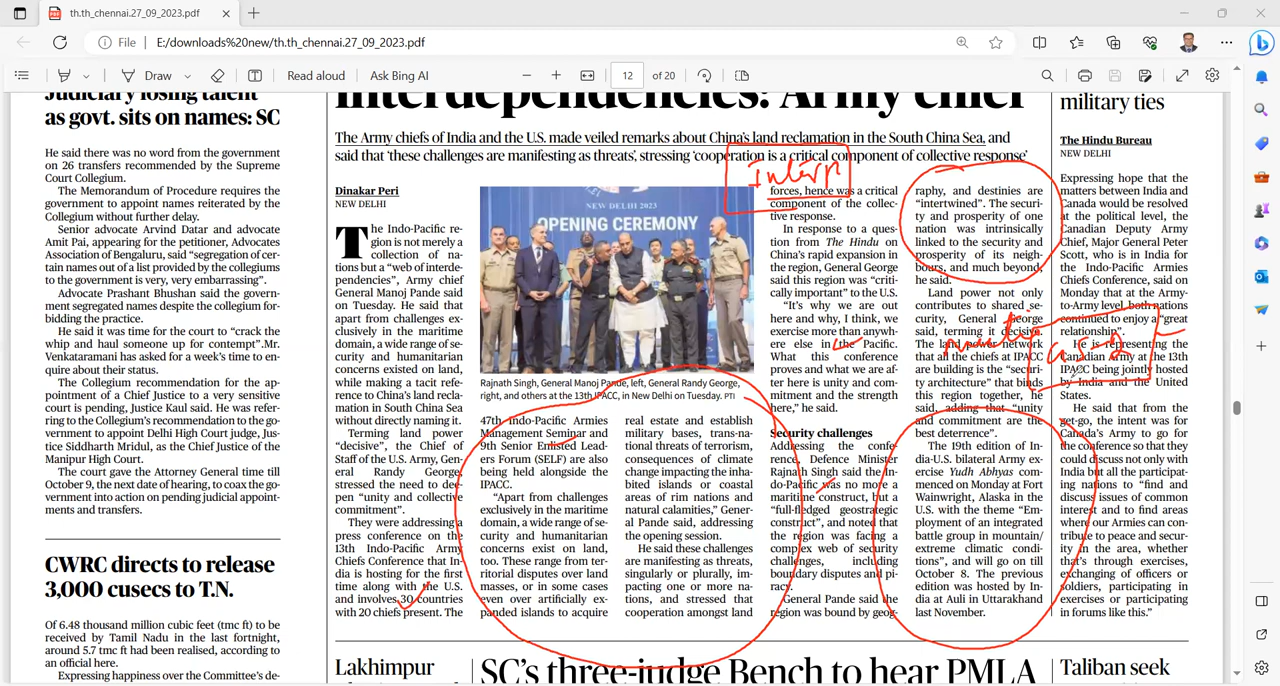 th.th_chennai.27_09_2023.pdf
File
E:/downloads%20new/th.th_chennai.27_09_2023.pdf
Draw
Read aloud
Ask Bing AI
12 of 20
Judiciary losing talent
as govt. sits on names: SC
He said there was no word from the government
on 26 transfers recommended by the Supreme
Court Collegium.
The Memorandum of Procedure requires the
government to appoint names reiterated by the
Collegium without further delay.
Senior advocate Arvind Datar and advocate
Amit Pai, appearing for the petitioner, Advocates
Association of Bengaluru, said “segregation of cer-
tain names out of a list provided by the collegiums
to the government is very, very embarrassing”.
Advocate Prashant Bhushan said the govern-
ment segregated names despite the collegium for-
bidding the practice.
He said it was time for the court to “crack the
whip and haul someone up for contempt”.Mr.
Venkataramani has asked for a week’s time to en-
quire about their status.
The Collegium recommendation for the ap-
pointment of a Chief Justice to a very sensitive
court is pending, Justice Kaul said. He was refer-
ring to the government’s lack of response to the
recommendation to appoint Delhi High Court judge, Jus-
tice Siddharth Mridul, as the Chief Justice of the
Manipur High Court.
The court gave the Attorney General time till
October 9, the next date of hearing, to coax the gov-
ernment into action on pending judicial appoint-
ments and transfers.
CWRC directs to release
3,000 cusecs to T.N.
Of 6.48 thousand million cubic feet (tmc ft) to be
received by Tamil Nadu in the last fortnight,
around 5.7 tmc ft had been realised, according to
an official here.
Expressing happiness over the Committee’s de-
interdependencies: Army chief
The Army chiefs of India and the U.S. made veiled remarks about China’s land reclamation in the South China Sea, and
said that ‘these challenges are manifesting as threats’, stressing ‘cooperation is a critical component of collective response’
Dinakar Peri
NEW DELHI
The Indo-Pacific re-
gion is not merely a
collection of na-
tions but a “web of interde-
pendencies”, Army chief
General Manoj Pande said
on Tuesday. He said that
apart from challenges ex-
clusively in the maritime
domain, a wide range of se-
curity and humanitarian
concerns existed on land,
while making a tacit refe-
rence to China’s land recla-
mation in South China Sea
without directly naming it.
Terming land power
“decisive”, the Chief of
Staff of the U.S. Army, Gen-
eral Randy George,
stressed the need to dee-
pen “unity and collective
commitment”.
They were addressing a
press conference on the
13th Indo-Pacific Army
Chiefs Conference that In-
dia is hosting for the first
time along with the U.S.
and involves 30 countries
with 20 chiefs present. The
NEW DELHI 2023
OPENING CEREMONY
Rajnath Singh, General Manoj Pande, left, General Randy George,
right, and others at the 13th IPACC, in New Delhi on Tuesday. PTI
47th Indo-Pacific Armies
Management Seminar and
9th Senior Enlisted Lead-
ers Forum (SELF) are also
being held alongside the
IPACC.
“Apart from challenges
exclusively in the maritime
domain, a wide range of se-
curity and humanitarian
concerns exist on land,
too. These range from ter-
ritorial disputes over land
masses, or in some cases
even over artificially ex-
panded islands to acquire
real estate and establish
military bases, trans-na-
tional threats of terrorism,
consequences of climate
change impacting the inha-
bited islands or coastal
areas of rim nations and
natural calamities,” Gener-
al Pande said, addressing
the opening session.
He said these challenges
are manifesting as threats,
singularly or plurally, im-
pacting one or more na-
tions, and stressed that
cooperation amongst land
forces, hence was a critical
component of the collec-
tive response.
In response to a ques-
tion from The Hindu on
China’s rapid expansion in
the region, General George
said this region was “criti-
cally important” to the U.S.
“It’s why we are out
here and why, I think, we
exercise more than anywh-
ere else in the Pacific.
What this conference
proves and what we are af-
ter here is unity and com-
mitment and the strength
here,” he said.
Security challenges
Addressing the confe-
rence, Defence Minister
Rajnath Singh said the In-
do-Pacific was no more a
maritime construct, but a
“full-fledged geostrategic
construct”, and noted that
the region was facing a
complex web of security
challenges, including
boundary disputes and pi-
racy.
General Pande said the
region was bound by geog-
raphy, and destinies are
“intertwined”. The securi-
ty and prosperity of one
nation was intrinsically
linked to the security and
prosperity of its neigh-
bours, and much beyond,
he said.
Land power not only
contributes to shared se-
curity, General George
said, terming it decisive.
The land power network
that all the chiefs at IPACC
are building is the “secur-
ity architecture” that binds
this region together, he
said, adding that “unity
and commitment are the
best deterrence”.
The 19th edition of In-
dia-U.S. bilateral Army ex-
ercise Yudh Abhyas com-
menced on Monday at Fort
Wainwright, Alaska in the
U.S. with the theme “Em-
ployment of an integrated
battle group in mountain/
extreme climatic condi-
tions”, and will go on till
October 8. The previous
edition was hosted by In-
dia at Auli in Uttarakhand
last November.
military ties
The Hindu Bureau
NEW DELHI
Expressing hope that the
matters between India and
Canada would be resolved
at the political level, the
Canadian Deputy Army
Chief, Major General Peter
Scott, who is in India for
the Indo-Pacific Armies
Chiefs Conference, said on
Monday that at the Army-
to-Army level, both nations
continued to enjoy a “great
relationship”.
He is representing the
Canadian Army at the 13th
IPACC being jointly hosted
by India and the United
States.
He said that from the
get-go, the intent was for
Canada’s Army to go for
the conference so that they
could discuss not only with
India but all the participat-
ing nations to “find and
discuss issues of common
interest and to find areas
where our Armies can con-
tribute to peace and secur-
ity in the area, whether
that’s through exercises,
exchanging of officers or
soldiers, participating in
exercises or participating
in forums like this.”
Lakhimpur
SC’s three-judge Bench to hear PMLA
Taliban seek